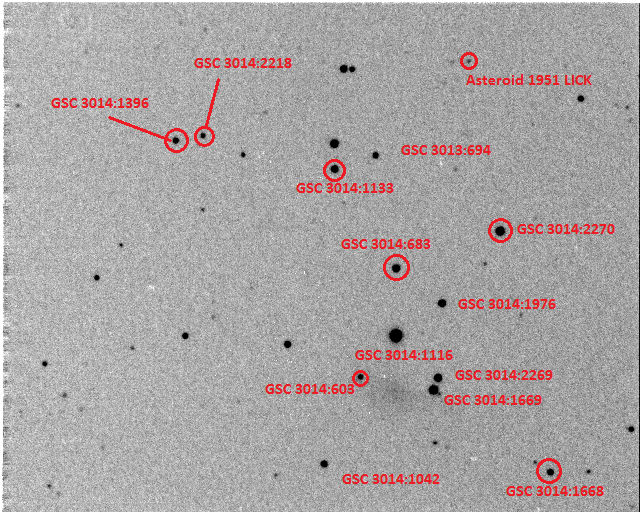 GSC 3014:2218
Asteroid 1951 LICK
GSC 3014:1396
GSC 3013:694
GSC 3014:1133
GSC 3014:2270
GSC 3014:683
GSC 3014:1976
GSC 3014:1116
GSC 3014:2269
GSC 3014:603
GSC 3014:1669
GSC 3014:1042
GSC 3014:1668